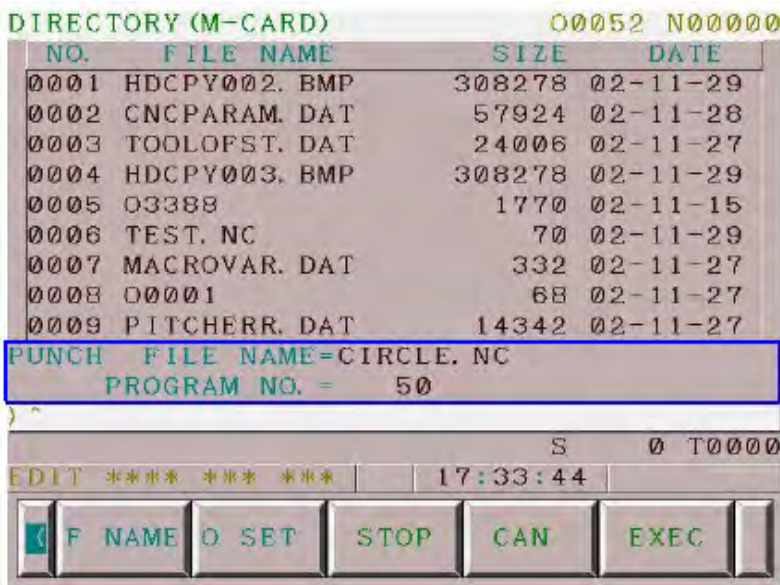 DIRECTORY (M-CARD) O0052 N00000
NO. FILE NAME SIZE DATE
0001 HDCPY002. BMP 308278 02-11-29
0002 CNCPARAM. DAT 57924 02-11-28
0003 TOOLOFST. DAT 24006 02-11-27
0004 HDCPY003. BMP 308278 02-11-29
0005 O3388 1770 02-11-15
0006 TEST. NC 70 02-11-29
0007 MACROVAR. DAT 332 02-11-27
0008 O0001 68 02-11-27
0009 PITCHERR. DAT 14342 02-11-27
PUNCH FILE NAME=CIRCLE. NC
PROGRAM NO. = 50
) ^
S 0 T0000
EDIT **** *** *** 17:33:44
( F NAME O SET STOP CAN EXEC